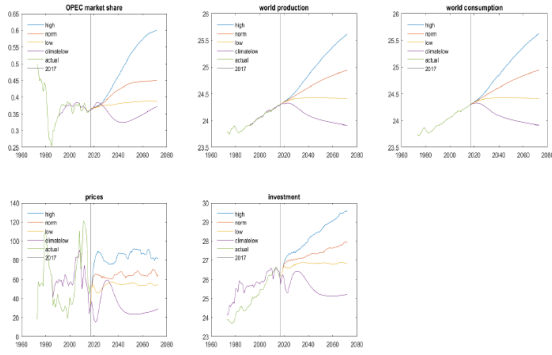 OPEC market share
0.65
0.6
0.55
0.5
0.45
0.4
0.35
0.3
0.25
high
norm
low
climatelow
actual
2017
1960 1980 2000 2020 2040 2060 2080
world production
26
25.5
25
24.5
24
23.5
high
norm
low
climatelow
actual
2017
1960 1980 2000 2020 2040 2060 2080
world consumption
26
25.5
25
24.5
24
23.5
high
norm
low
climatelow
actual
2017
1960 1980 2000 2020 2040 2060 2080
prices
140
120
100
80
60
40
20
0
high
norm
low
climatelow
actual
2017
1960 1980 2000 2020 2040 2060 2080
investment
30
29
28
27
26
25
24
23
high
norm
low
climatelow
actual
2017
1960 1980 2000 2020 2040 2060 2080